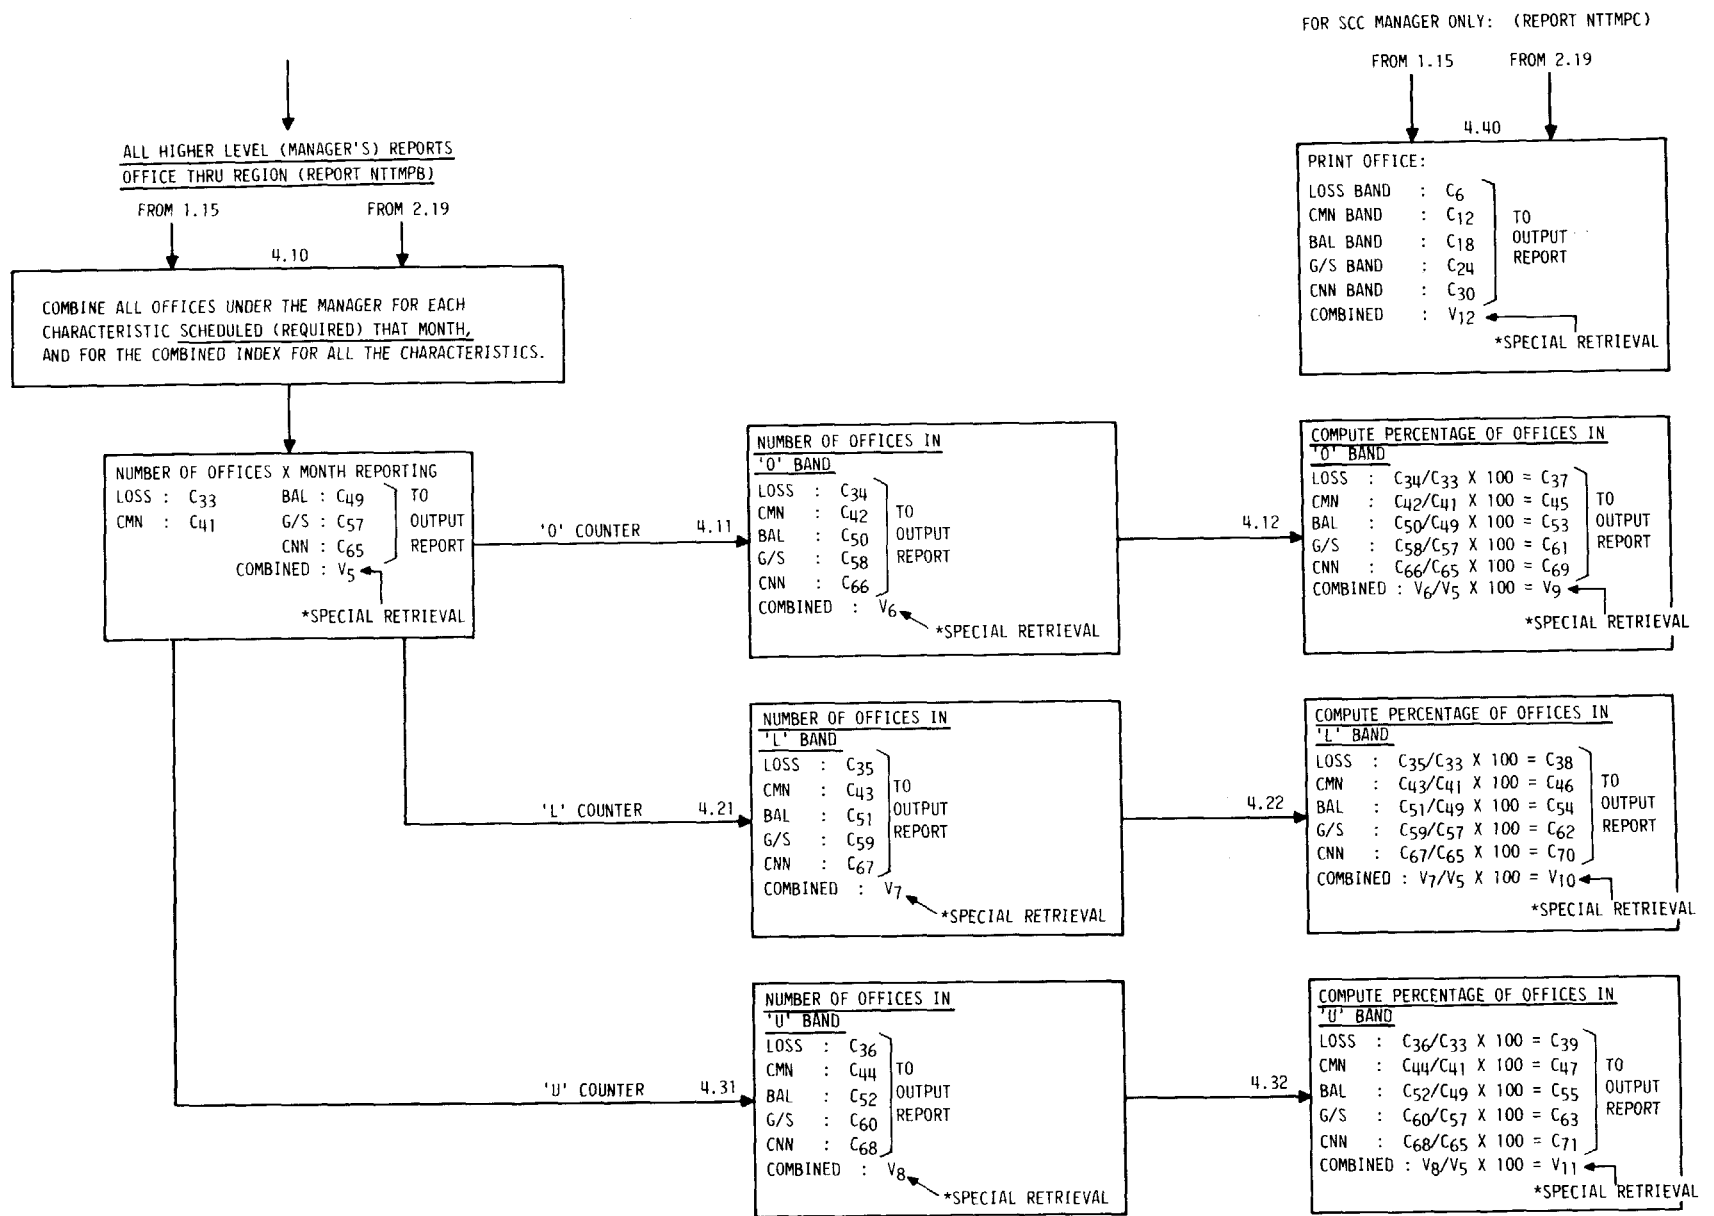 FOR SCC MANAGER ONLY: (REPORT NTTMPC)
FROM 1.15 FROM 2.19
4.40
PRINT OFFICE:
LOSS BAND : C6
CMN BAND : C12
BAL BAND : C18
G/S BAND : C24
CNN BAND : C30
TO
OUTPUT
REPORT
COMBINED : V12
*SPECIAL RETRIEVAL
ALL HIGHER LEVEL (MANAGER'S) REPORTS
OFFICE THRU REGION (REPORT NTTMPB)
FROM 1.15 FROM 2.19
4.10
COMBINE ALL OFFICES UNDER THE MANAGER FOR EACH
CHARACTERISTIC SCHEDULED (REQUIRED) THAT MONTH,
AND FOR THE COMBINED INDEX FOR ALL THE CHARACTERISTICS.
NUMBER OF OFFICES X MONTH REPORTING
LOSS : C33 BAL : C49
CMN : C41 G/S : C57
CNN : C65
TO
OUTPUT
REPORT
COMBINED : V5
*SPECIAL RETRIEVAL
'O' COUNTER 4.11
NUMBER OF OFFICES IN
'O' BAND
LOSS : C34
CMN : C42
BAL : C50
G/S : C58
CNN : C66
TO
OUTPUT
REPORT
COMBINED : V6
*SPECIAL RETRIEVAL
4.12
COMPUTE PERCENTAGE OF OFFICES IN
'O' BAND
LOSS : C34/C33 X 100 = C37
CMN : C42/C41 X 100 = C45
BAL : C50/C49 X 100 = C53
G/S : C58/C57 X 100 = C61
CNN : C66/C65 X 100 = C69
TO
OUTPUT
REPORT
COMBINED : V6/V5 X 100 = V9
*SPECIAL RETRIEVAL
'L' COUNTER 4.21
NUMBER OF OFFICES IN
'L' BAND
LOSS : C35
CMN : C43
BAL : C51
G/S : C59
CNN : C67
TO
OUTPUT
REPORT
COMBINED : V7
*SPECIAL RETRIEVAL
4.22
COMPUTE PERCENTAGE OF OFFICES IN
'L' BAND
LOSS : C35/C33 X 100 = C38
CMN : C43/C41 X 100 = C46
BAL : C51/C49 X 100 = C54
G/S : C59/C57 X 100 = C62
CNN : C67/C65 X 100 = C70
TO
OUTPUT
REPORT
COMBINED : V7/V5 X 100 = V10
*SPECIAL RETRIEVAL
'U' COUNTER 4.31
NUMBER OF OFFICES IN
'U' BAND
LOSS : C36
CMN : C44
BAL : C52
G/S : C60
CNN : C68
TO
OUTPUT
REPORT
COMBINED : V8
*SPECIAL RETRIEVAL
4.32
COMPUTE PERCENTAGE OF OFFICES IN
'U' BAND
LOSS : C36/C33 X 100 = C39
CMN : C44/C41 X 100 = C47
BAL : C52/C49 X 100 = C55
G/S : C60/C57 X 100 = C63
CNN : C68/C65 X 100 = C71
TO
OUTPUT
REPORT
COMBINED : V8/V5 X 100 = V11
*SPECIAL RETRIEVAL